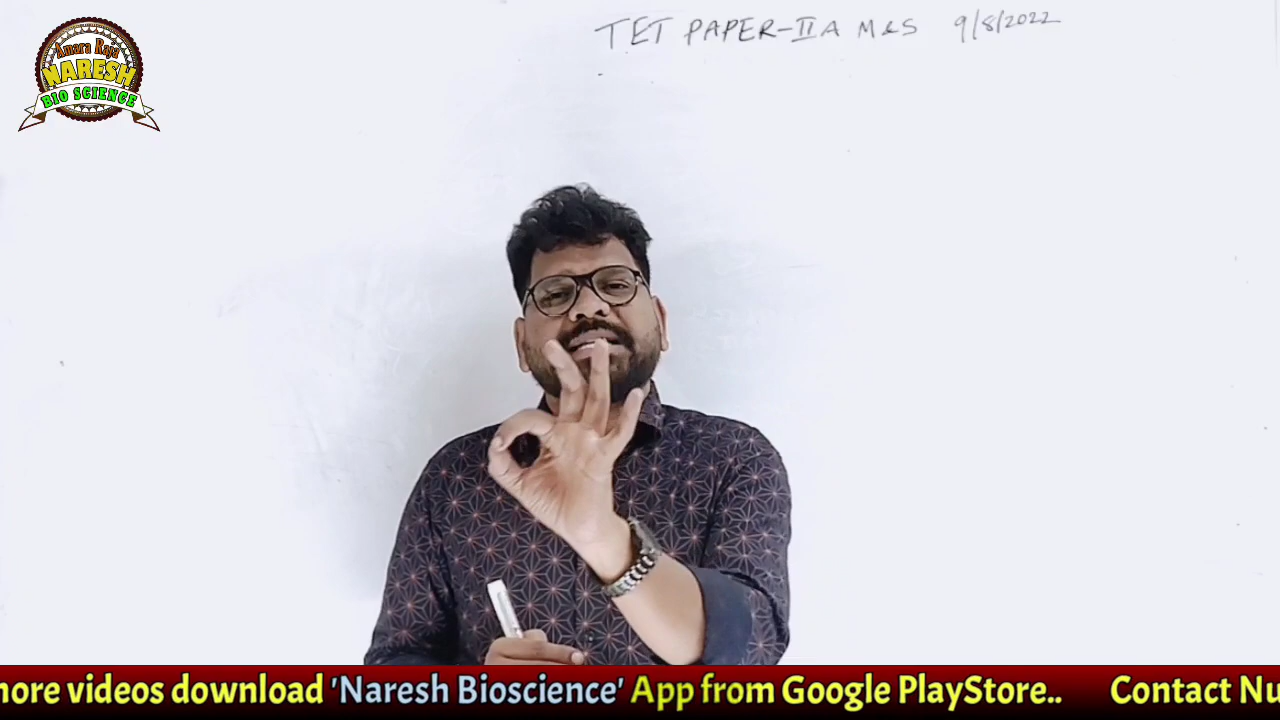 TET PAPER-II A M&S 9/8/2022
Amara Raja
NARESH
BIO SCIENCE
more videos download 'Naresh Bioscience' App from Google PlayStore.. Contact Nu